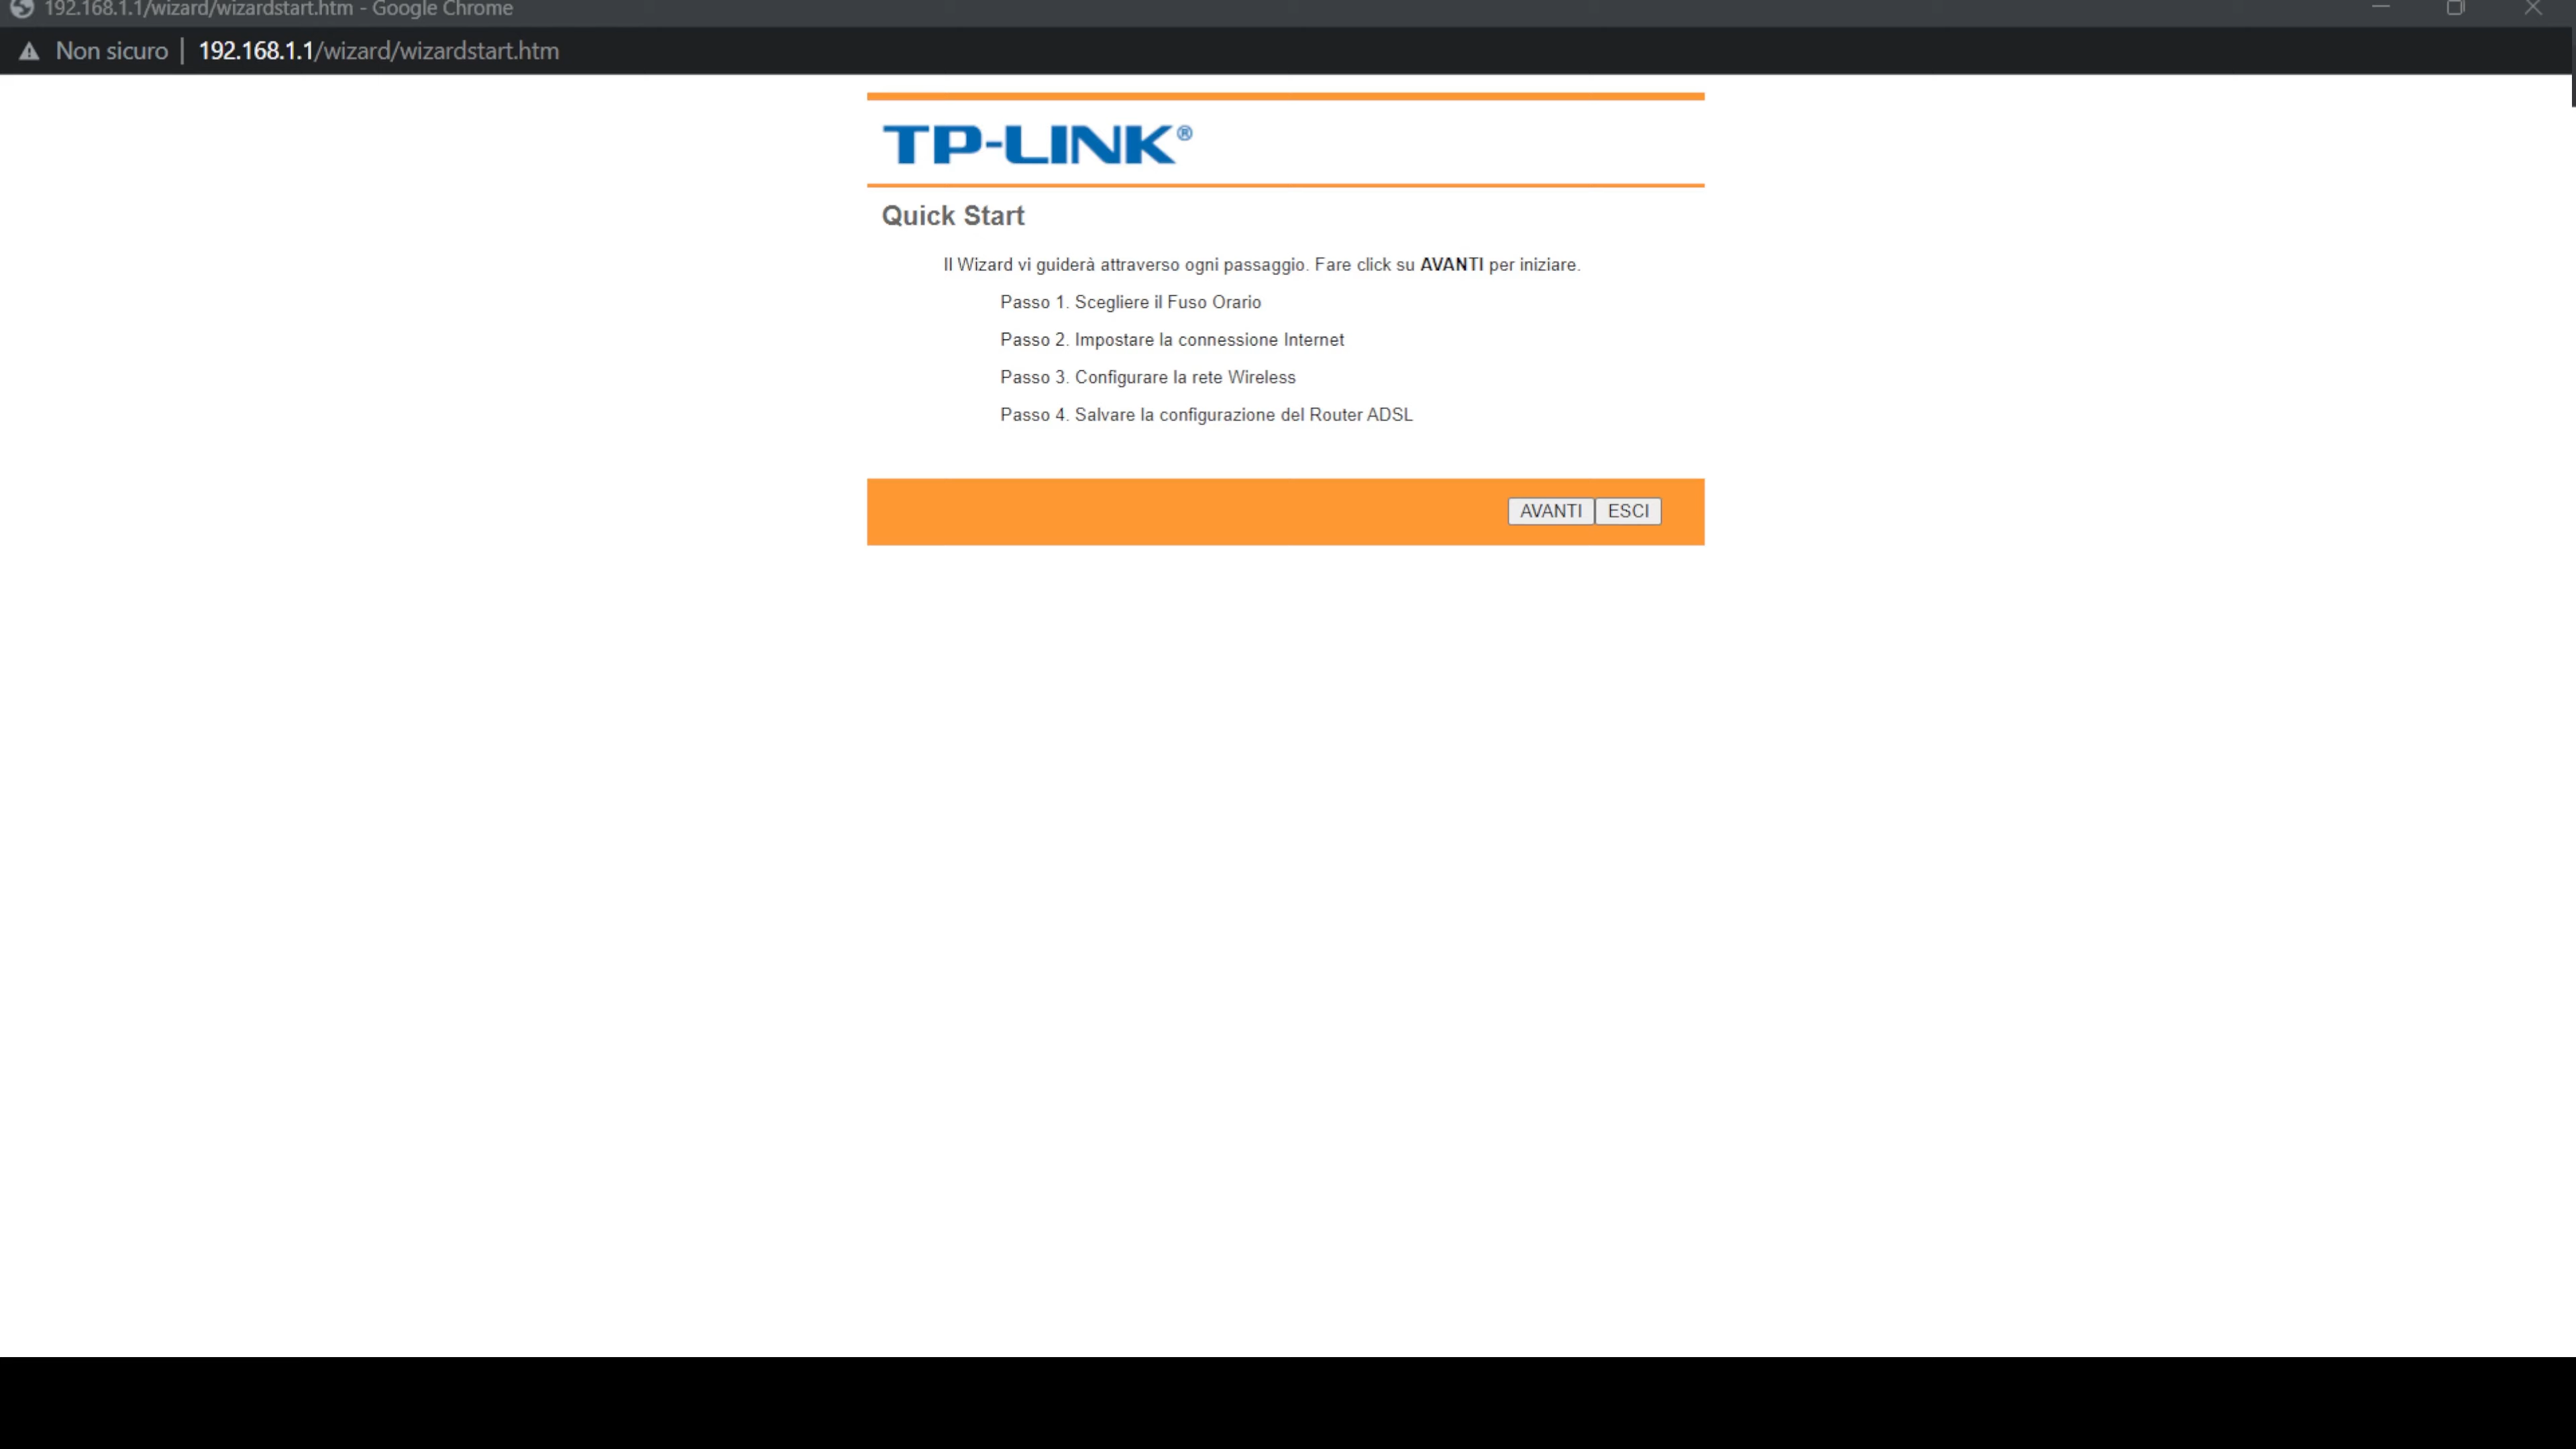 192.168.1.1/wizard/wizardstart.htm - Google Chrome
Non sicuro | 192.168.1.1/wizard/wizardstart.htm
TP-LINK®
Quick Start
Il Wizard vi guiderà attraverso ogni passaggio. Fare click su AVANTI per iniziare.
Passo 1. Scegliere il Fuso Orario
Passo 2. Impostare la connessione Internet
Passo 3. Configurare la rete Wireless
Passo 4. Salvare la configurazione del Router ADSL
AVANTI ESCI